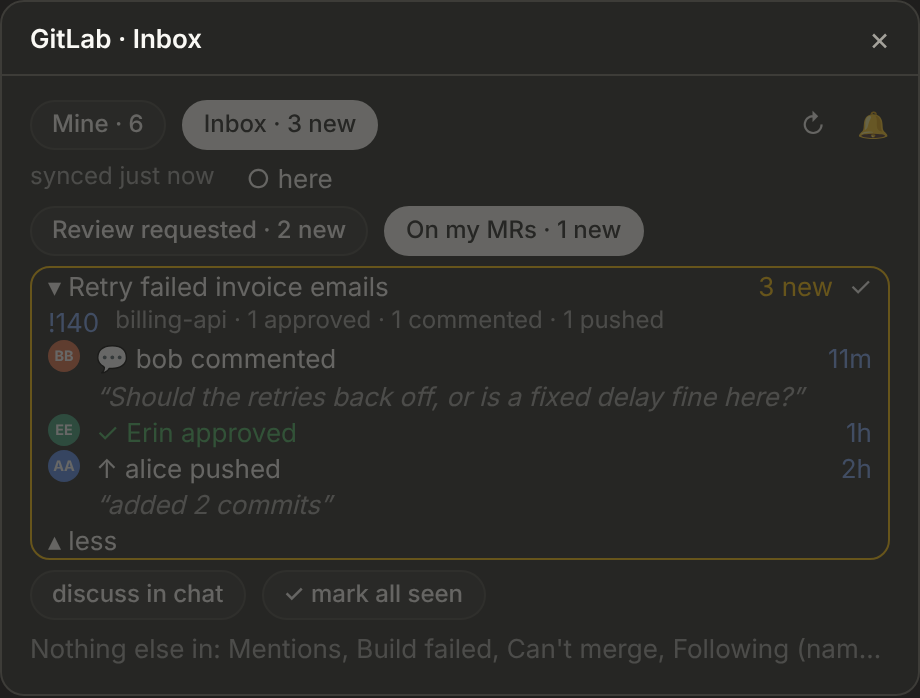 GitLab · Inbox ×
Mine · 6 Inbox · 3 new
synced just now here
Review requested · 2 new On my MRs · 1 new
▾ Retry failed invoice emails 3 new ✓
!140 billing-api · 1 approved · 1 commented · 1 pushed
BB 💬 bob commented 11m
“Should the retries back off, or is a fixed delay fine here?”
EE ✓ Erin approved 1h
AA ↑ alice pushed 2h
“added 2 commits”
▴ less
discuss in chat ✓ mark all seen
Nothing else in: Mentions, Build failed, Can't merge, Following (nam...